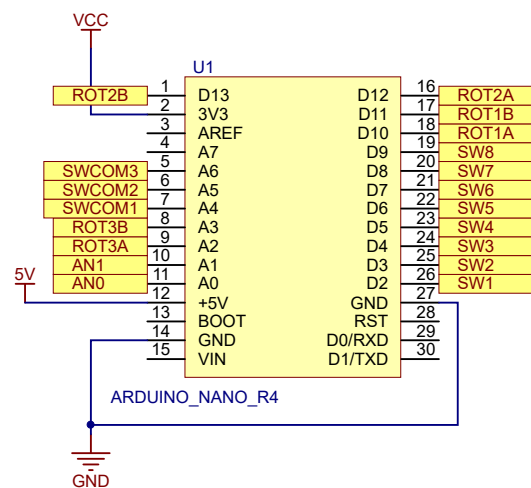 VCC
U1
ROT2B 1 D13 D12 16 ROT2A
2 3V3 D11 17 ROT1B
3 AREF D10 18 ROT1A
4 A7 D9 19 SW8
SWCOM3 5 A6 D8 20 SW7
SWCOM2 6 A5 D7 21 SW6
SWCOM1 7 A4 D6 22 SW5
ROT3B 8 A3 D5 23 SW4
ROT3A 9 A2 D4 24 SW3
AN1 10 A1 D3 25 SW2
AN0 11 A0 D2 26 SW1
5V 12 +5V GND 27
13 BOOT RST 28
14 GND D0/RXD 29
15 VIN D1/TXD 30
ARDUINO_NANO_R4
GND